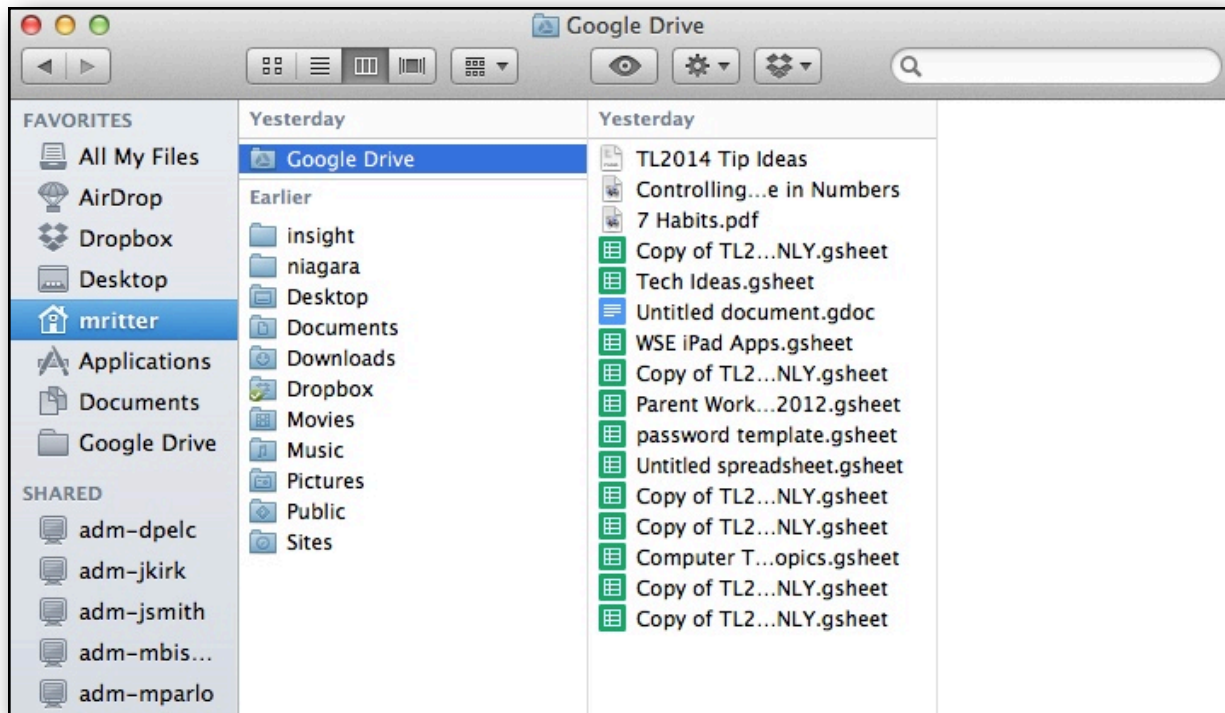 Google Drive
FAVORITES
All My Files
AirDrop
Dropbox
Desktop
mritter
Applications
Documents
Google Drive
SHARED
adm-dpelc
adm-jkirk
adm-jsmith
adm-mbis...
adm-mparlo
Yesterday
Google Drive
Earlier
insight
niagara
Desktop
Documents
Downloads
Dropbox
Movies
Music
Pictures
Public
Sites
Yesterday
TL2014 Tip Ideas
Controlling...e in Numbers
7 Habits.pdf
Copy of TL2...NLY.gsheet
Tech Ideas.gsheet
Untitled document.gdoc
WSE iPad Apps.gsheet
Copy of TL2...NLY.gsheet
Parent Work...2012.gsheet
password template.gsheet
Untitled spreadsheet.gsheet
Copy of TL2...NLY.gsheet
Copy of TL2...NLY.gsheet
Computer T...opics.gsheet
Copy of TL2...NLY.gsheet
Copy of TL2...NLY.gsheet